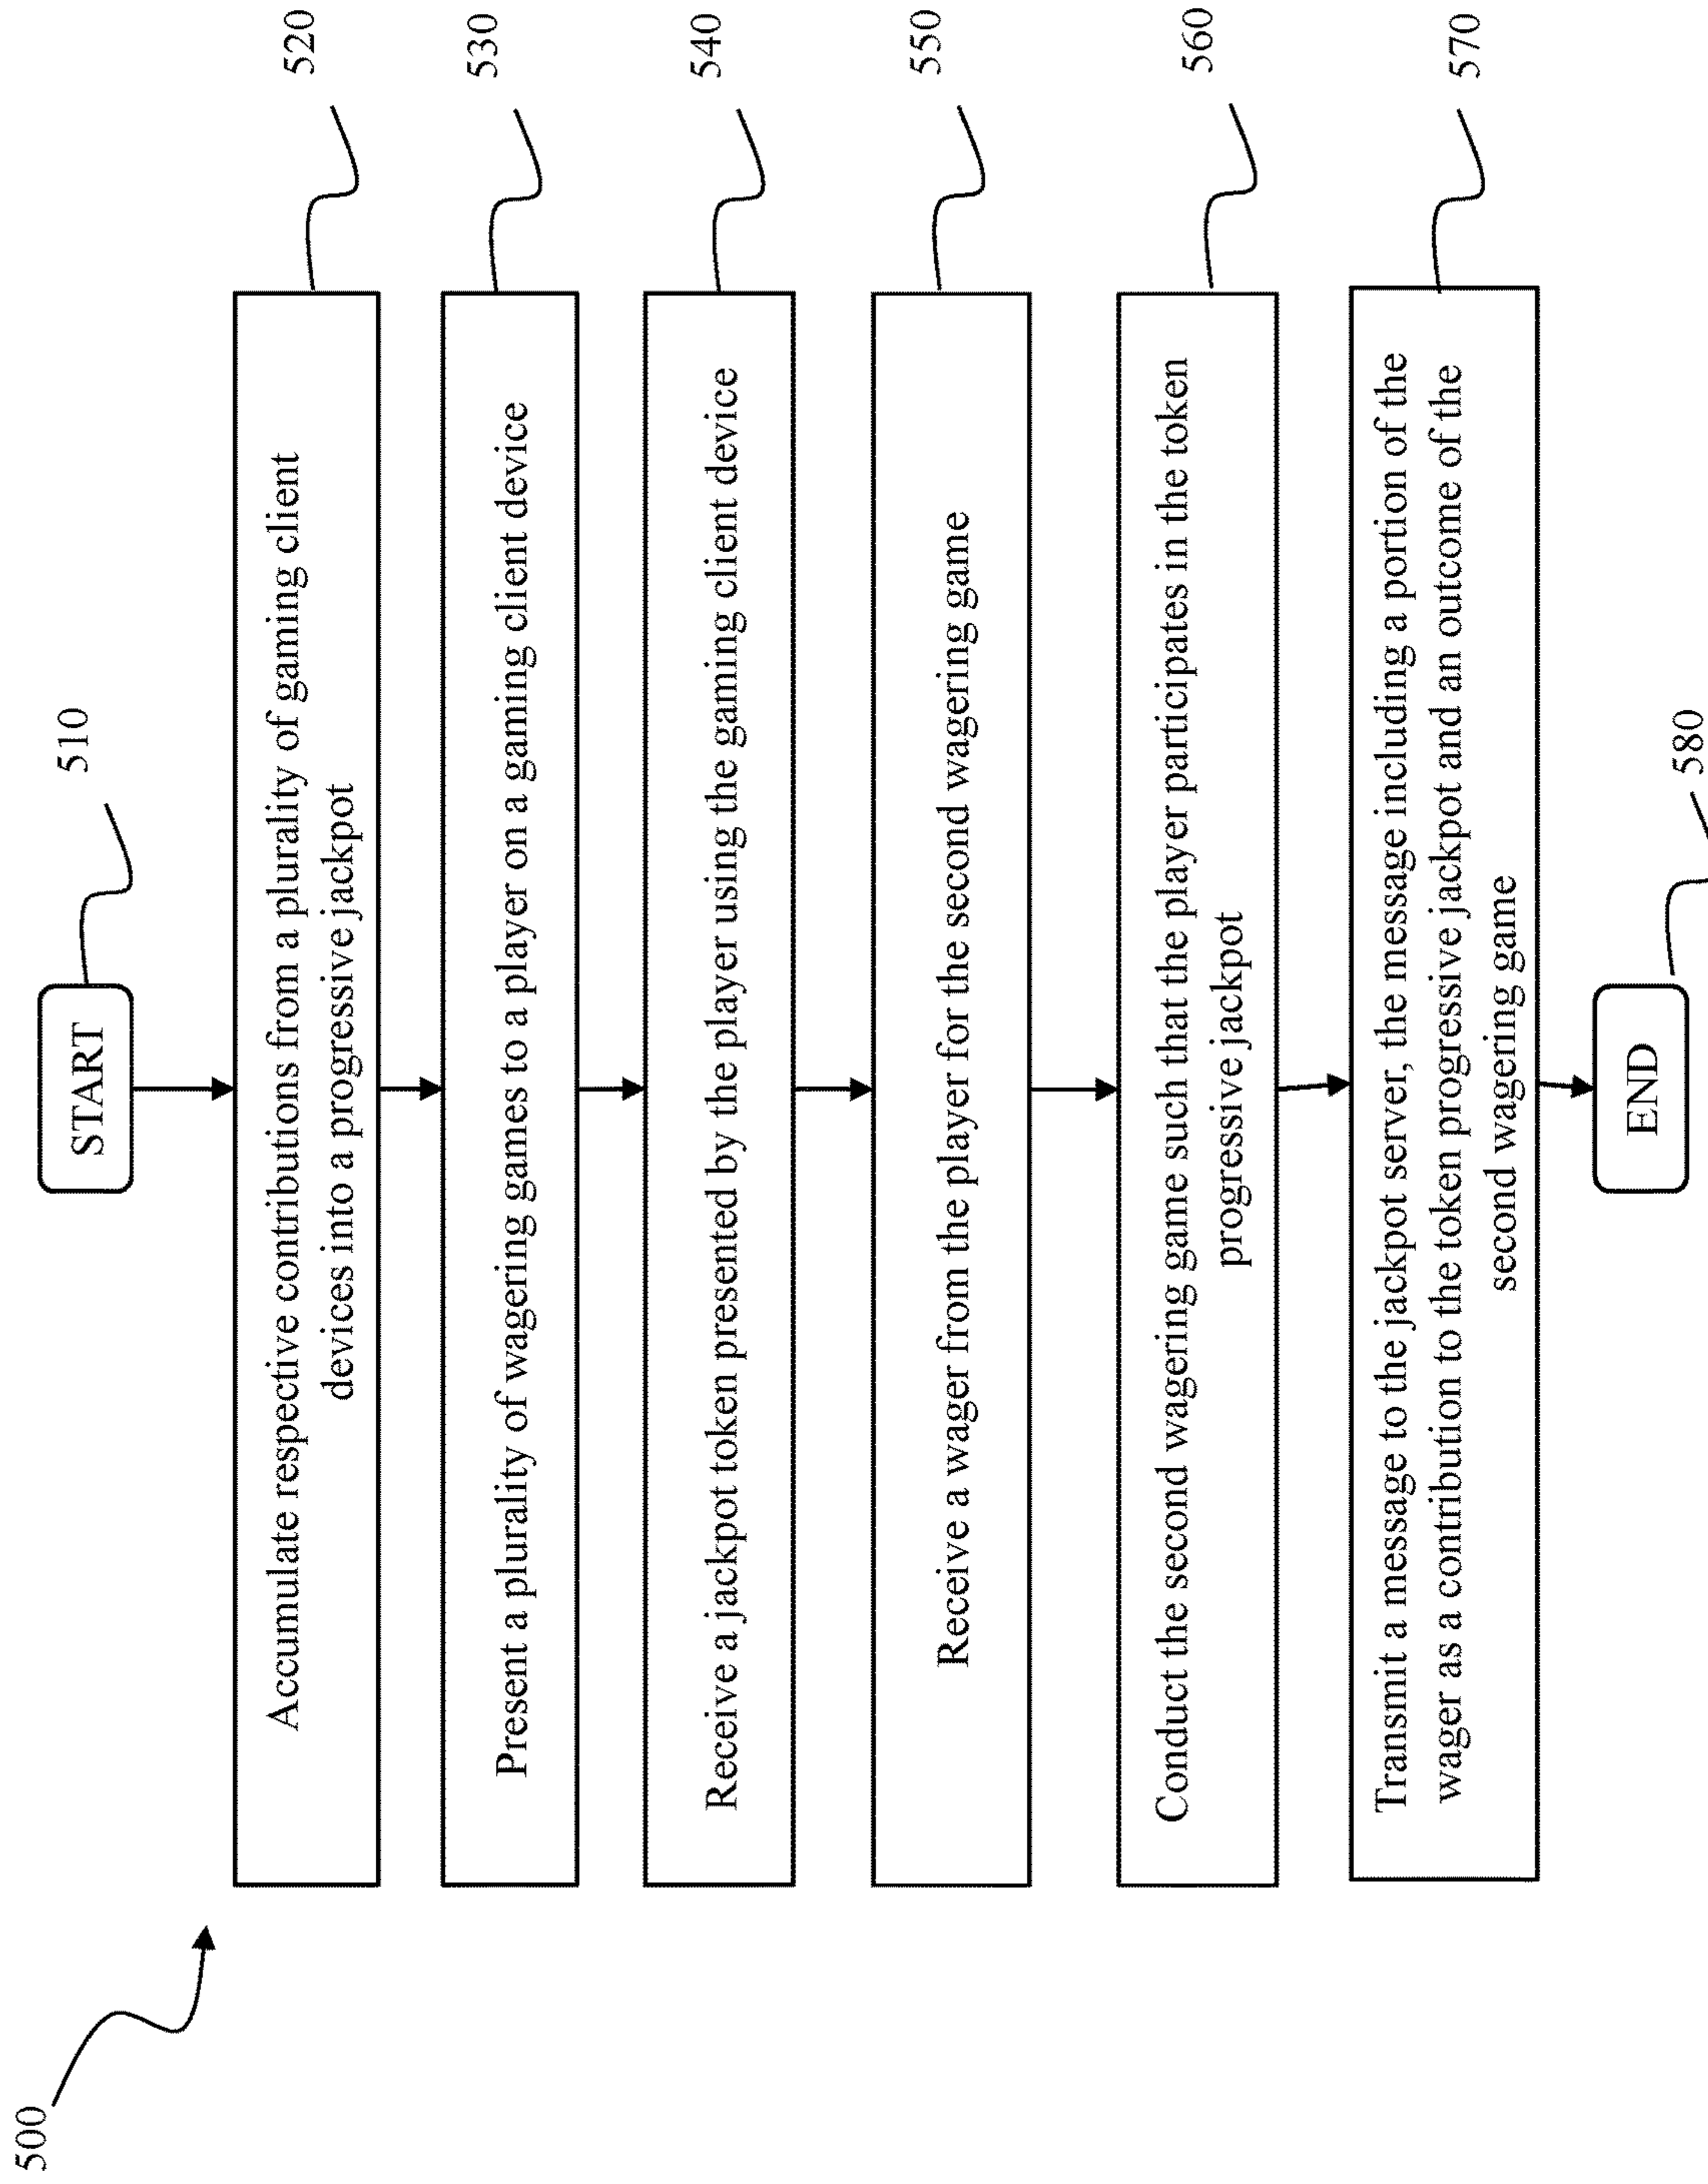 500
START
510
Accumulate respective contributions from a plurality of gaming client
devices into a progressive jackpot
520
Present a plurality of wagering games to a player on a gaming client device
530
Receive a jackpot token presented by the player using the gaming client device
540
Receive a wager from the player for the second wagering game
550
Conduct the second wagering game such that the player participates in the token
progressive jackpot
560
Transmit a message to the jackpot server, the message including a portion of the
wager as a contribution to the token progressive jackpot and an outcome of the
second wagering game
570
END
580